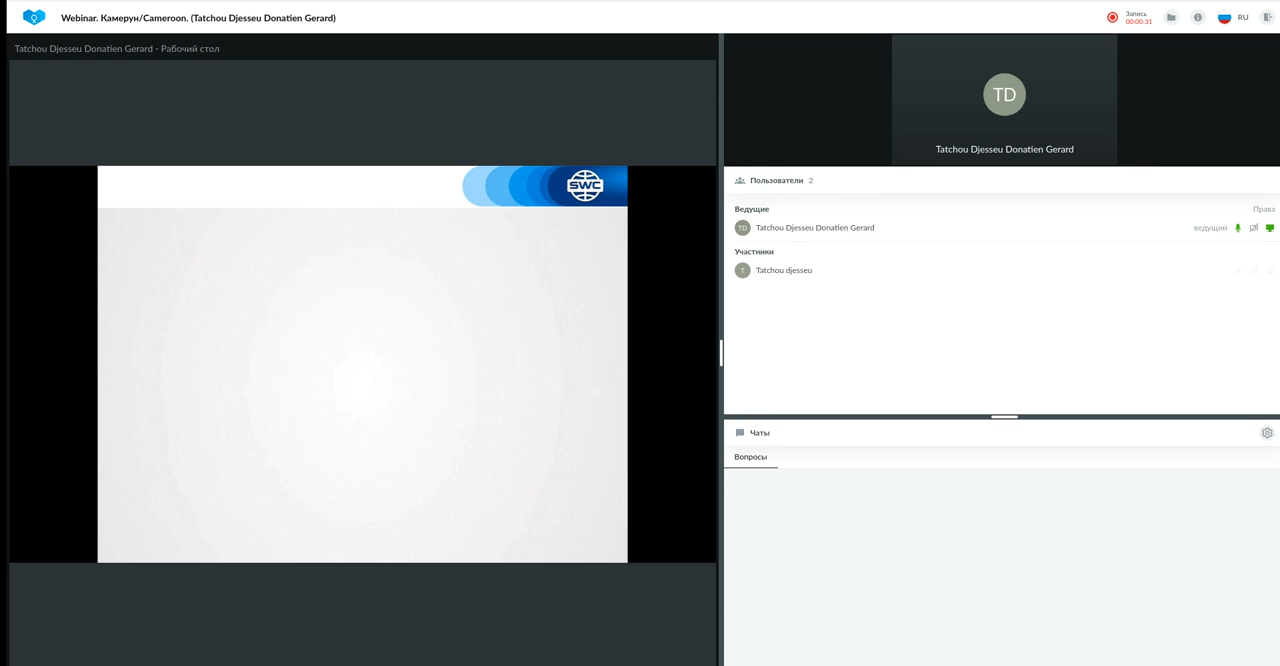 Webinar. Камерун/Cameroon. (Tatchou Djesseu Donatien Gerard)
Запись
00:00:31
RU
Tatchou Djesseu Donatien Gerard - Рабочий стол
SWC
TD
Tatchou Djesseu Donatien Gerard
Пользователи 2
Ведущие Права
TD Tatchou Djesseu Donatien Gerard ведущий
Участники
T Tatchou djesseu
Чаты
Вопросы